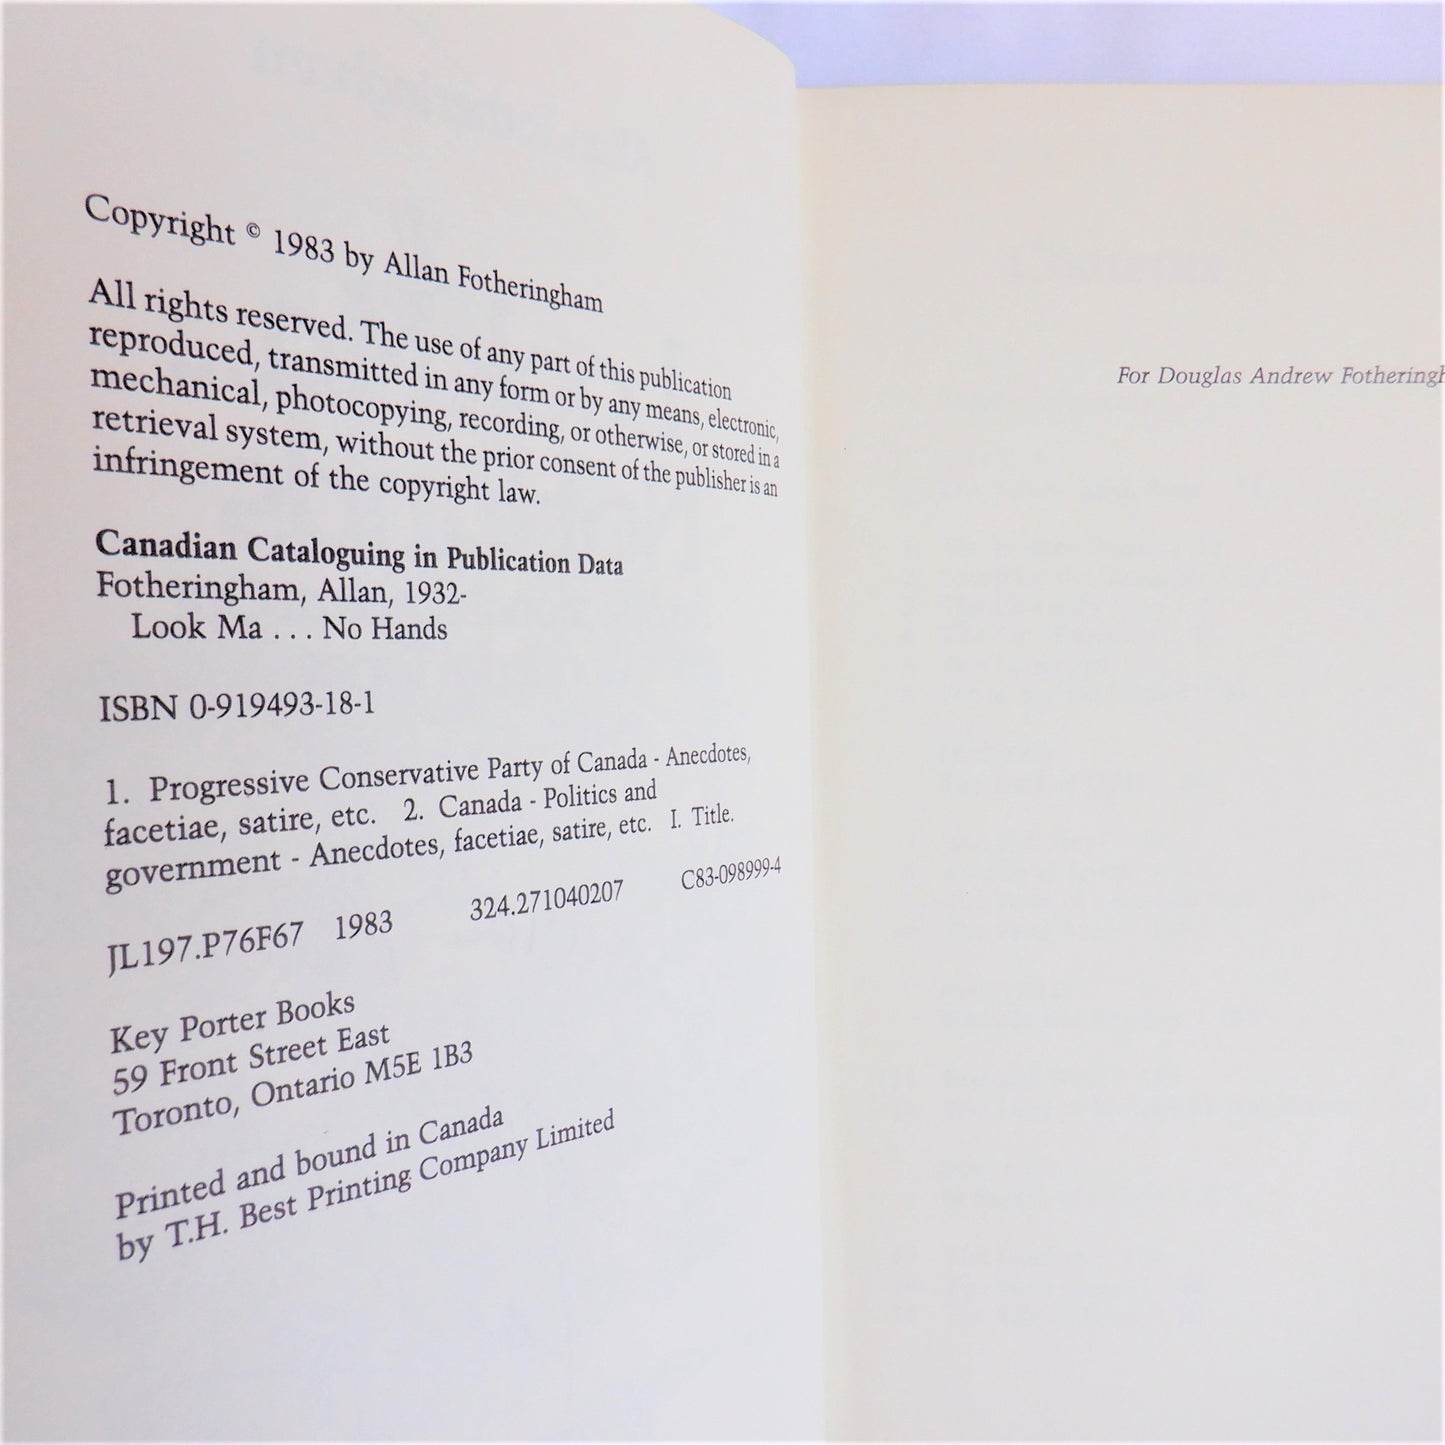 Copyright © 1983 by Allan Fotheringham
All rights reserved. The use of any part of this publication
reproduced, transmitted in any form or by any means, electronic,
mechanical, photocopying, recording, or otherwise, or stored in a
retrieval system, without the prior consent of the publisher is an
infringement of the copyright law.
Canadian Cataloguing in Publication Data
Fotheringham, Allan, 1932-
Look Ma . . . No Hands
ISBN 0-919493-18-1
1. Progressive Conservative Party of Canada - Anecdotes,
facetiae, satire, etc. 2. Canada - Politics and
government - Anecdotes, facetiae, satire, etc. I. Title.
JL197.P76F67 1983 324.271040207 C83-098999-4
Key Porter Books
59 Front Street East
Toronto, Ontario M5E 1B3
Printed and bound in Canada
by T.H. Best Printing Company Limited
For Douglas Andrew Fotheringh